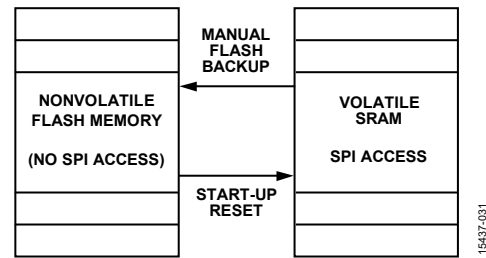 NONVOLATILE
FLASH MEMORY
(NO SPI ACCESS)
MANUAL
FLASH
BACKUP
START-UP
RESET
VOLATILE
SRAM
SPI ACCESS
15437-031